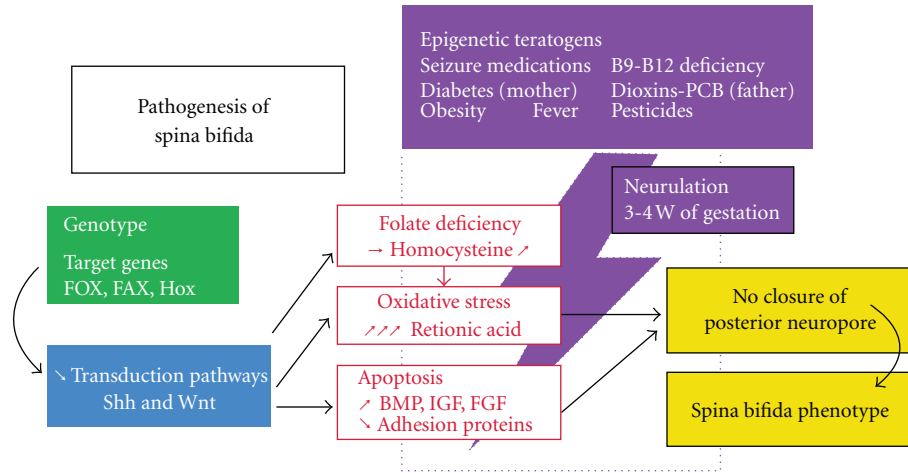 Epigenetic teratogens
Seizure medications B9-B12 deficiency
Diabetes (mother) Dioxins-PCB (father)
Obesity Fever Pesticides
Pathogenesis of
spina bifida
Neurulation
3-4 W of gestation
Genotype
Target genes
FOX, FAX, Hox
Folate deficiency
→ Homocysteine ↗
Oxidative stress
↗↗↗ Retionic acid
No closure of
posterior neuropore
↘ Transduction pathways
Shh and Wnt
Apoptosis
↗ BMP, IGF, FGF
↘ Adhesion proteins
Spina bifida phenotype